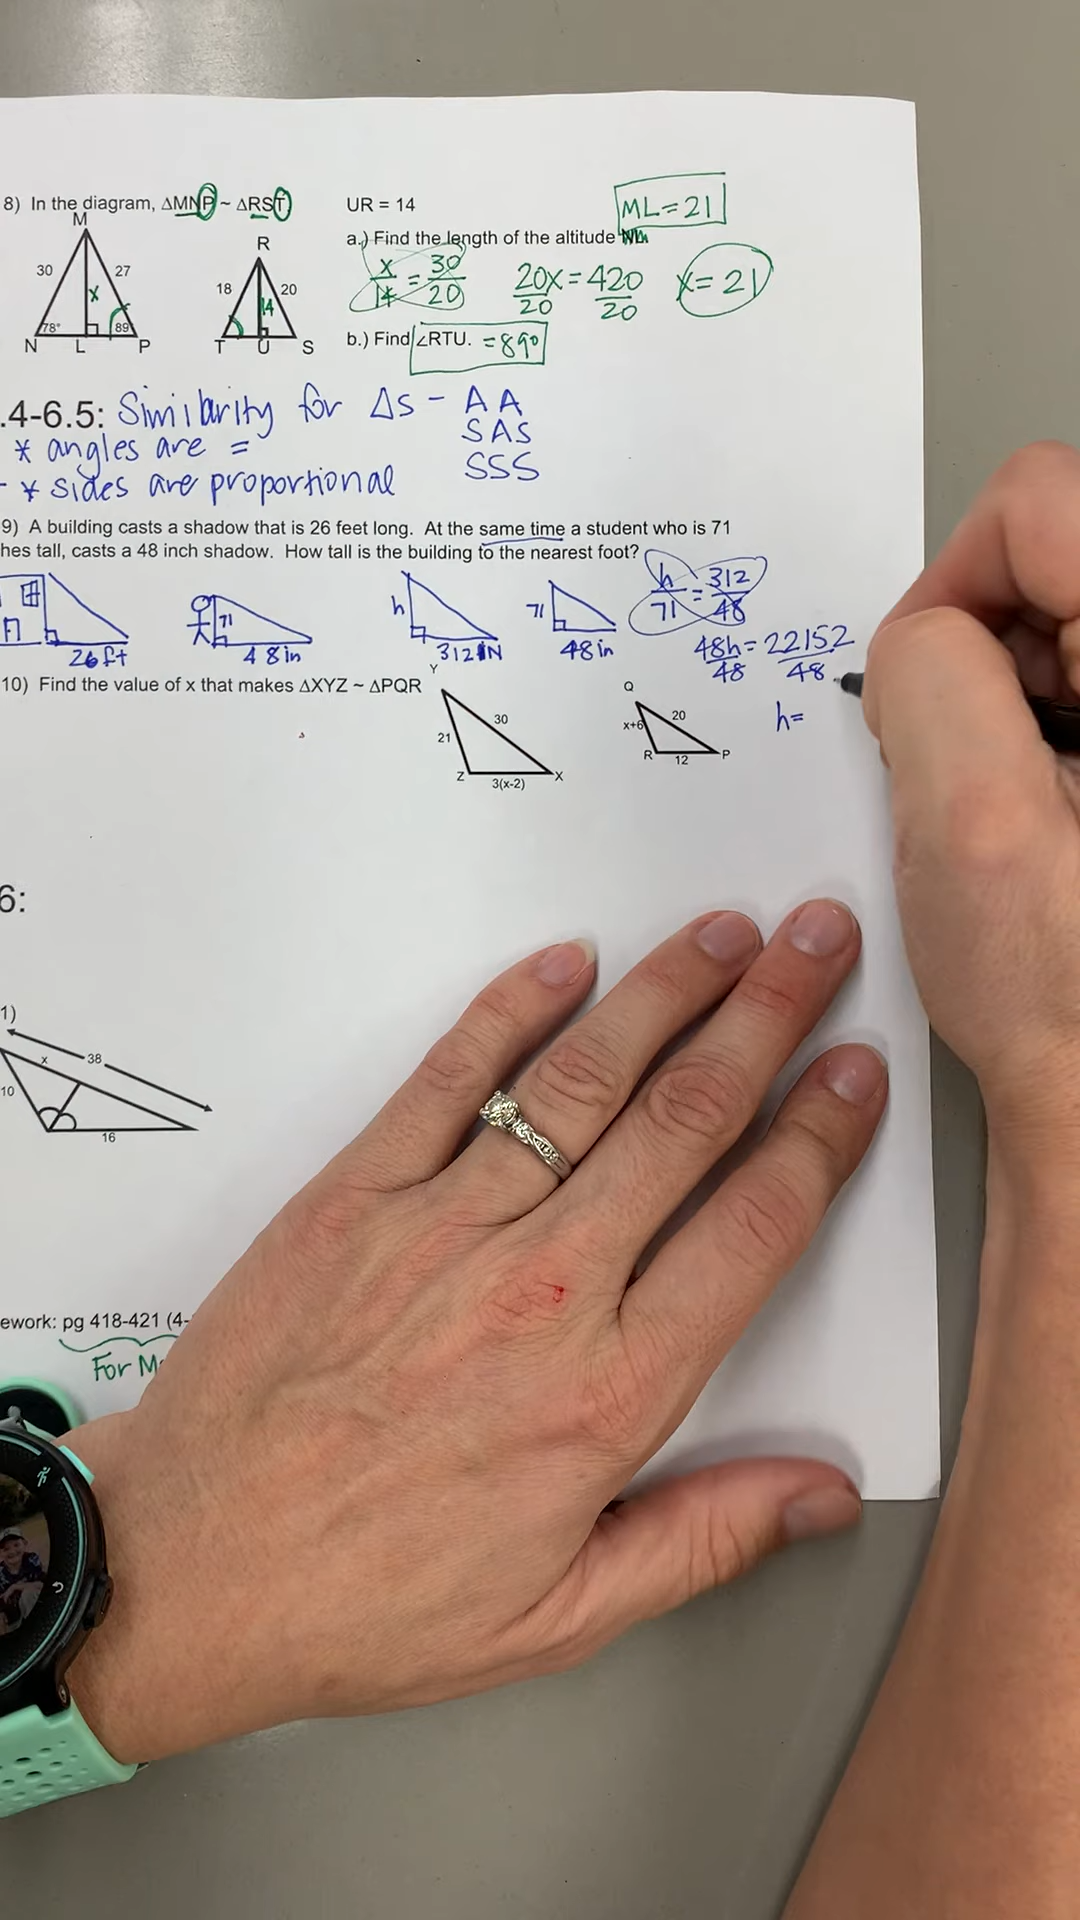 8) In the diagram, ΔMNP ~ ΔRST
UR = 14
ML=21
a.) Find the length of the altitude
M
30
27
x
78°
89
N L P
R
18
20
14
T U S
x/14 = 30/20
20x = 420
20 20
x = 21
b.) Find ∠RTU. = 89°
.4-6.5: Similarity for Δs - AA
SAS
SSS
* angles are =
* sides are proportional
9) A building casts a shadow that is 26 feet long. At the same time a student who is 71
hes tall, casts a 48 inch shadow. How tall is the building to the nearest foot?
26 ft
71
48in
h
312 IN
71
48in
h/71 = 312/48
48h = 22152
48 48
h=
10) Find the value of x that makes ΔXYZ ~ ΔPQR
Y
30
21
Z
3(x-2)
X
Q
20
x+6
R
12
P
6:
1)
x
38
10
16
ework: pg 418-421 (4-
For M